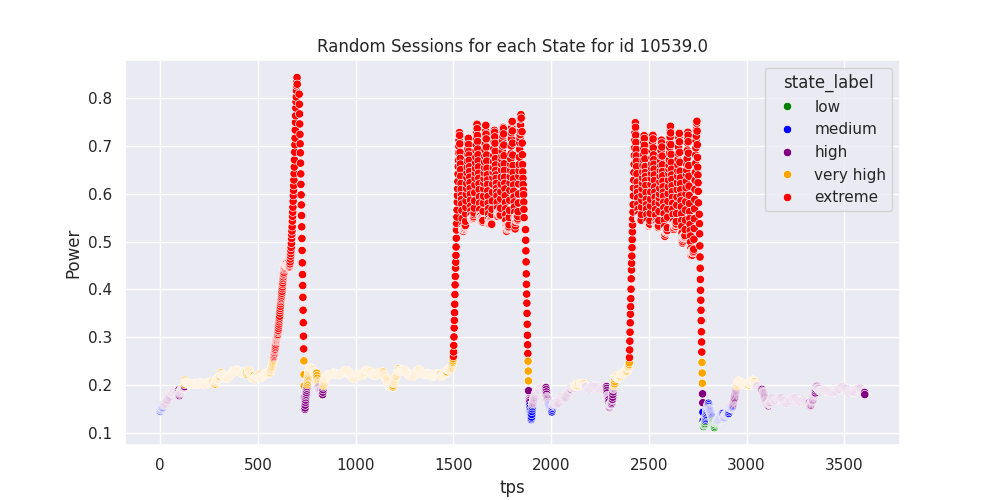 Random Sessions for each State for id 10539.0
state_label
low
medium
high
very high
extreme
Power
0.8
0.7
0.6
0.5
0.4
0.3
0.2
0.1
0 500 1000 1500 2000 2500 3000 3500
tps